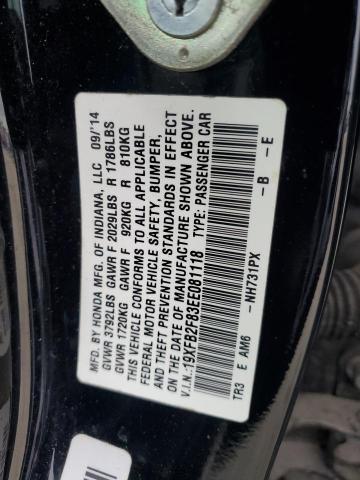 MFD. BY HONDA MFG. OF INDIANA, LLC 09/'14
GVWR 3792LBS GAWR F 2029LBS R 1786LBS
GVWR 1720KG GAWR F 920KG R 810KG
THIS VEHICLE CONFORMS TO ALL APPLICABLE
FEDERAL MOTOR VEHICLE SAFETY, BUMPER,
AND THEFT PREVENTION STANDARDS IN EFFECT
ON THE DATE OF MANUFACTURE SHOWN ABOVE.
V.I.N.:19XFB2F83EE081118 TYPE: PASSENGER CAR
TR3 E AM6 -NH731PX -B -E